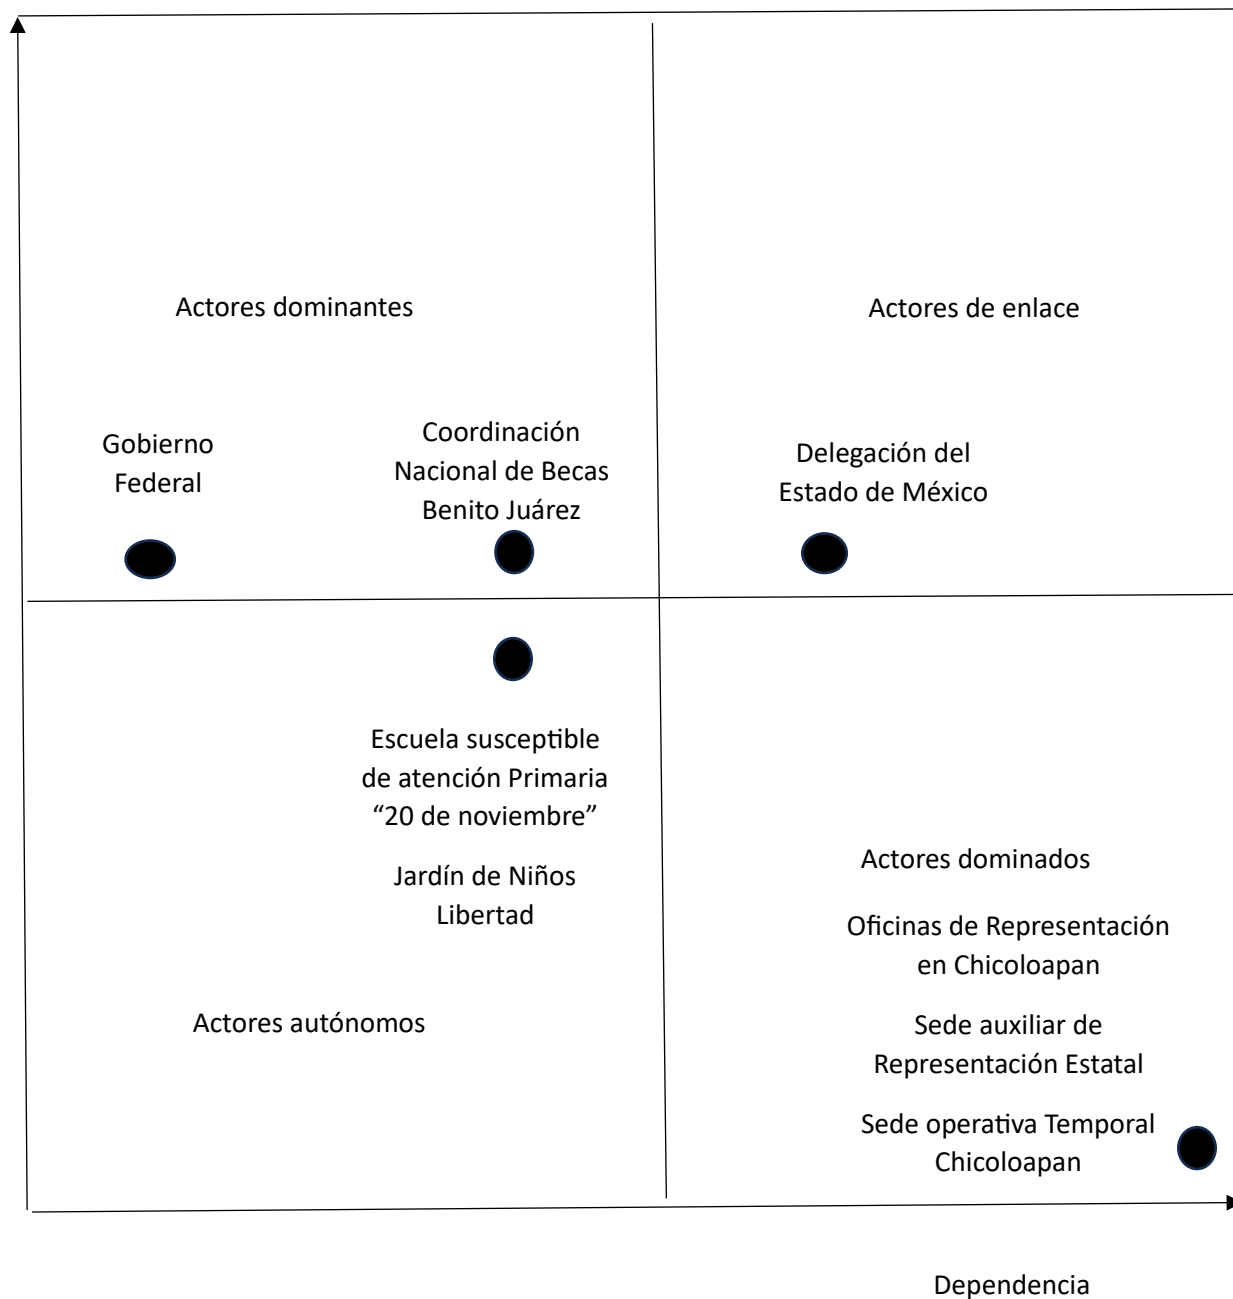 Actores dominantes
Actores de enlace
Gobierno
Federal
Coordinación
Nacional de Becas
Benito Juárez
Delegación del
Estado de México
Escuela susceptible
de atención Primaria
“20 de noviembre”
Jardín de Niños
Libertad
Actores autónomos
Actores dominados
Oficinas de Representación
en Chicoloapan
Sede auxiliar de
Representación Estatal
Sede operativa Temporal
Chicoloapan
Dependencia